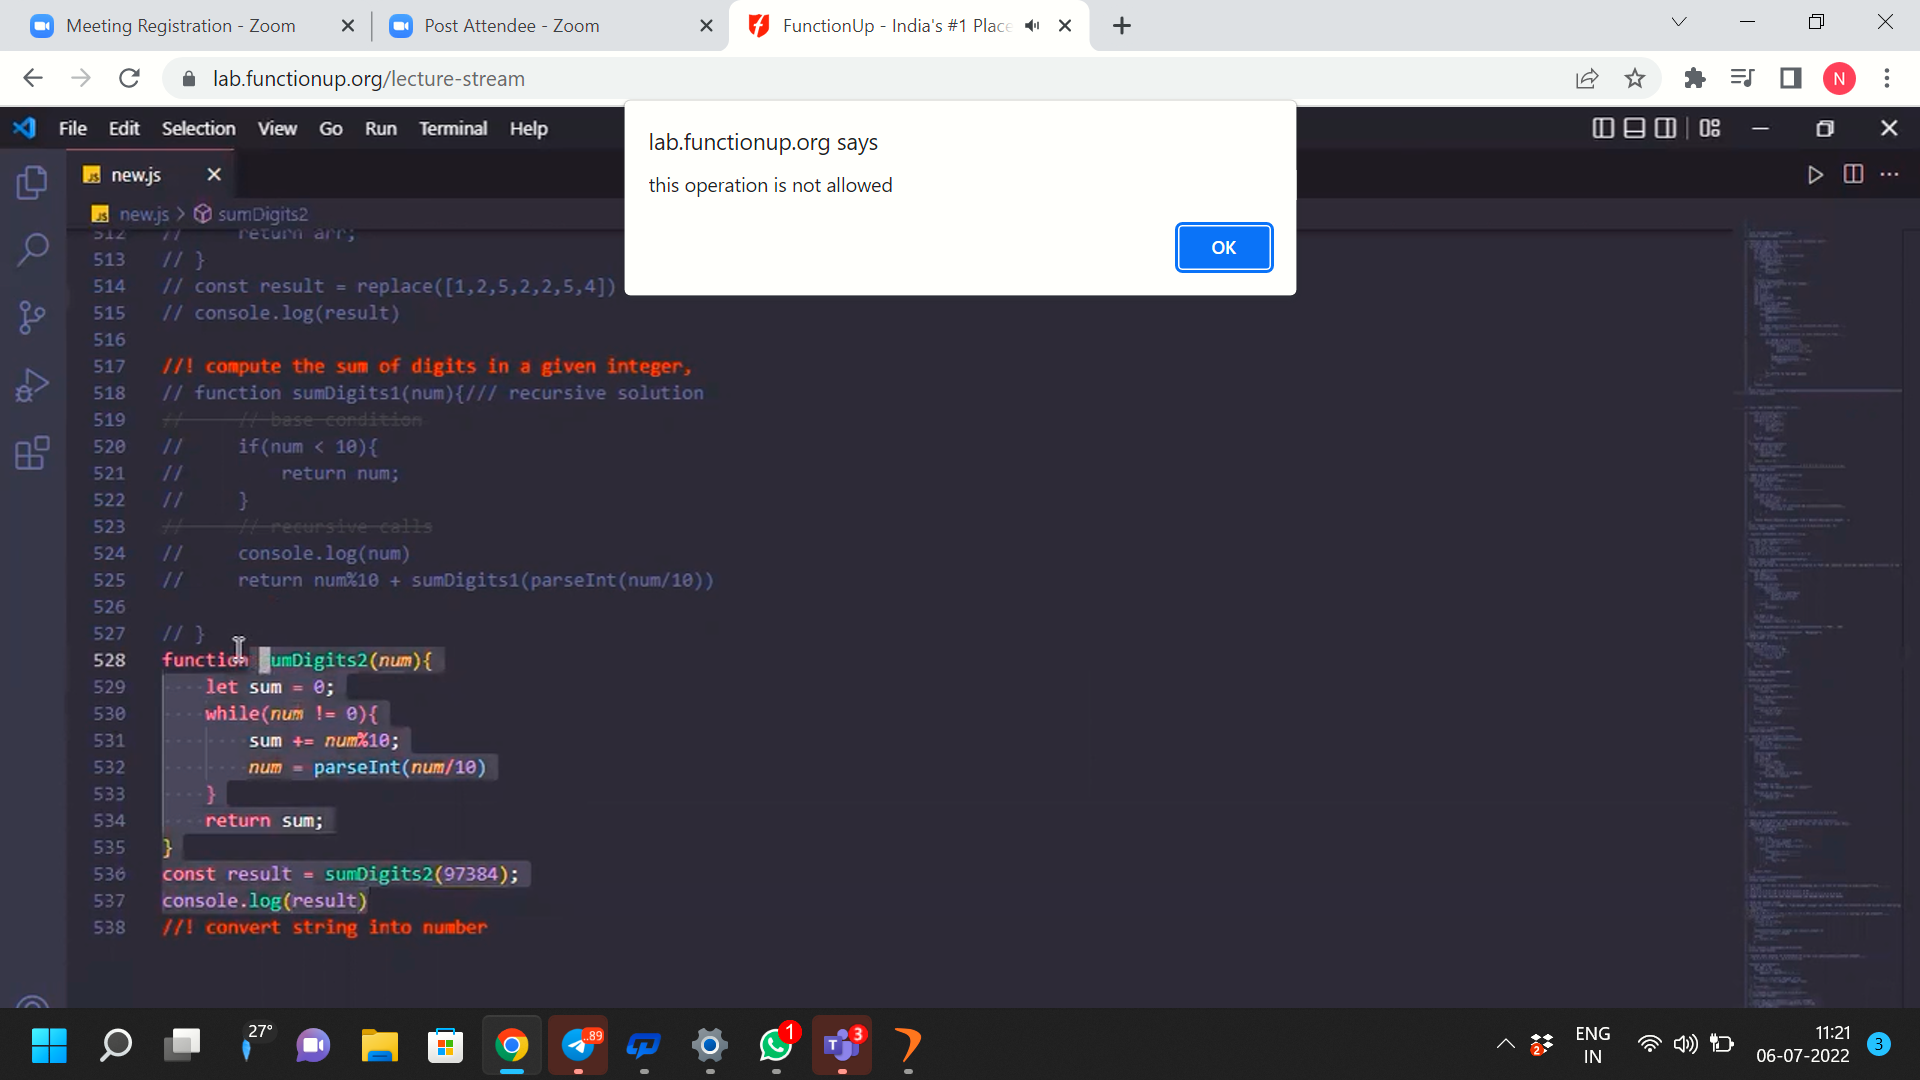 Meeting Registration - Zoom
Post Attendee - Zoom
FunctionUp - India's #1 Place
lab.functionup.org/lecture-stream
N
File Edit Selection View Go Run Terminal Help
lab.functionup.org says
this operation is not allowed
OK
JS new.js
JS new.js > sumDigits2
512 // return arr;
513 // }
514 // const result = replace([1,2,5,2,2,5,4])
515 // console.log(result)
516
517 //! compute the sum of digits in a given integer,
518 // function sumDigits1(num){/// recursive solution
519 // // base condition
520 // if(num < 10){
521 // return num;
522 // }
523 // // recursive calls
524 // console.log(num)
525 // return num%10 + sumDigits1(parseInt(num/10))
526
527 // }
528 function sumDigits2(num){
529 let sum = 0;
530 while(num != 0){
531 sum += num%10;
532 num = parseInt(num/10)
533 }
534 return sum;
535 }
536 const result = sumDigits2(97384);
537 console.log(result)
538 //! convert string into number
27°
..89
1
3
2
ENG
IN
11:21
06-07-2022
3